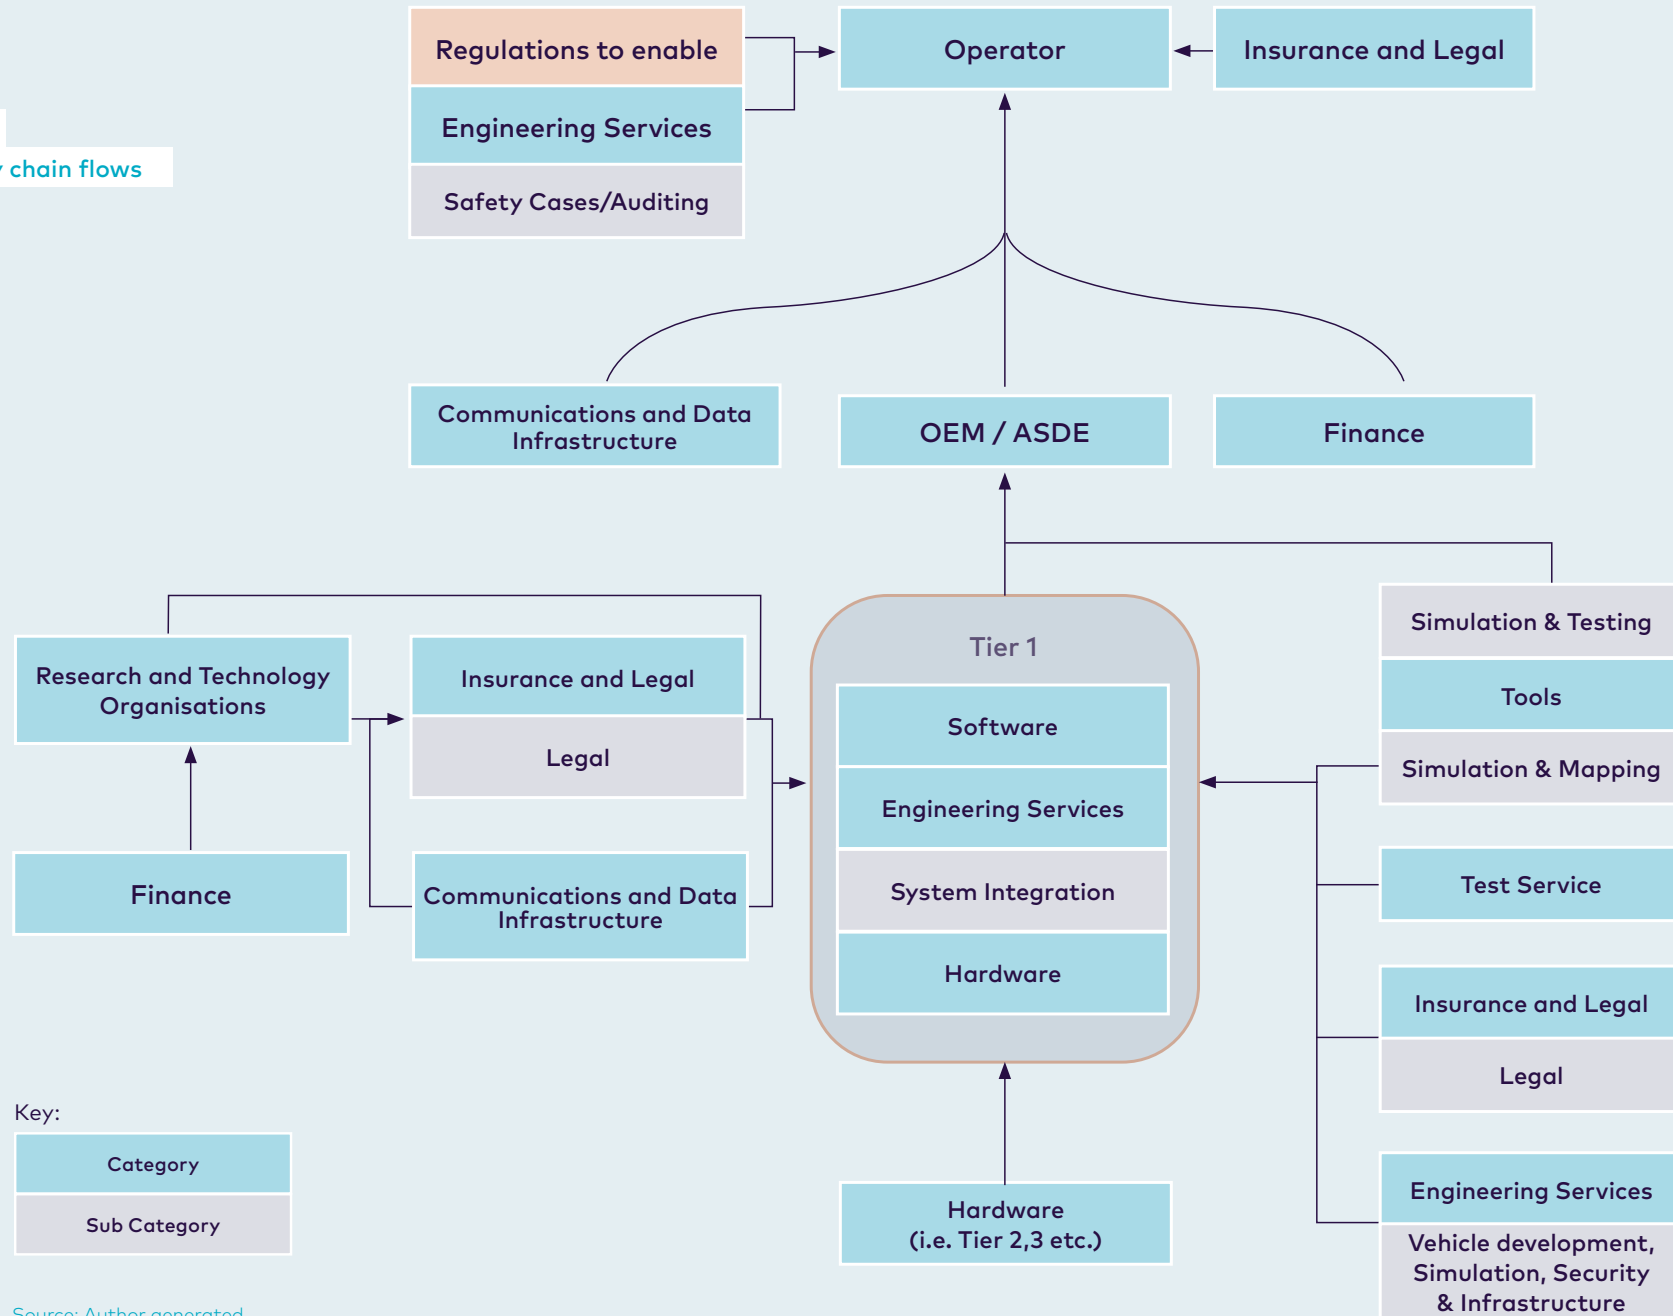 Regulations to enable
Operator
Insurance and Legal
Engineering Services
chain flows
Safety Cases/Auditing
Communications and Data
Infrastructure
OEM / ASDE
Finance
Research and Technology
Organisations
Insurance and Legal
Legal
Finance
Communications and Data
Infrastructure
Tier 1
Software
Engineering Services
System Integration
Hardware
Simulation & Testing
Tools
Simulation & Mapping
Test Service
Insurance and Legal
Legal
Engineering Services
Vehicle development,
Simulation, Security
& Infrastructure
Hardware
(i.e. Tier 2,3 etc.)
Key:
Category
Sub Category
Source: Author generated